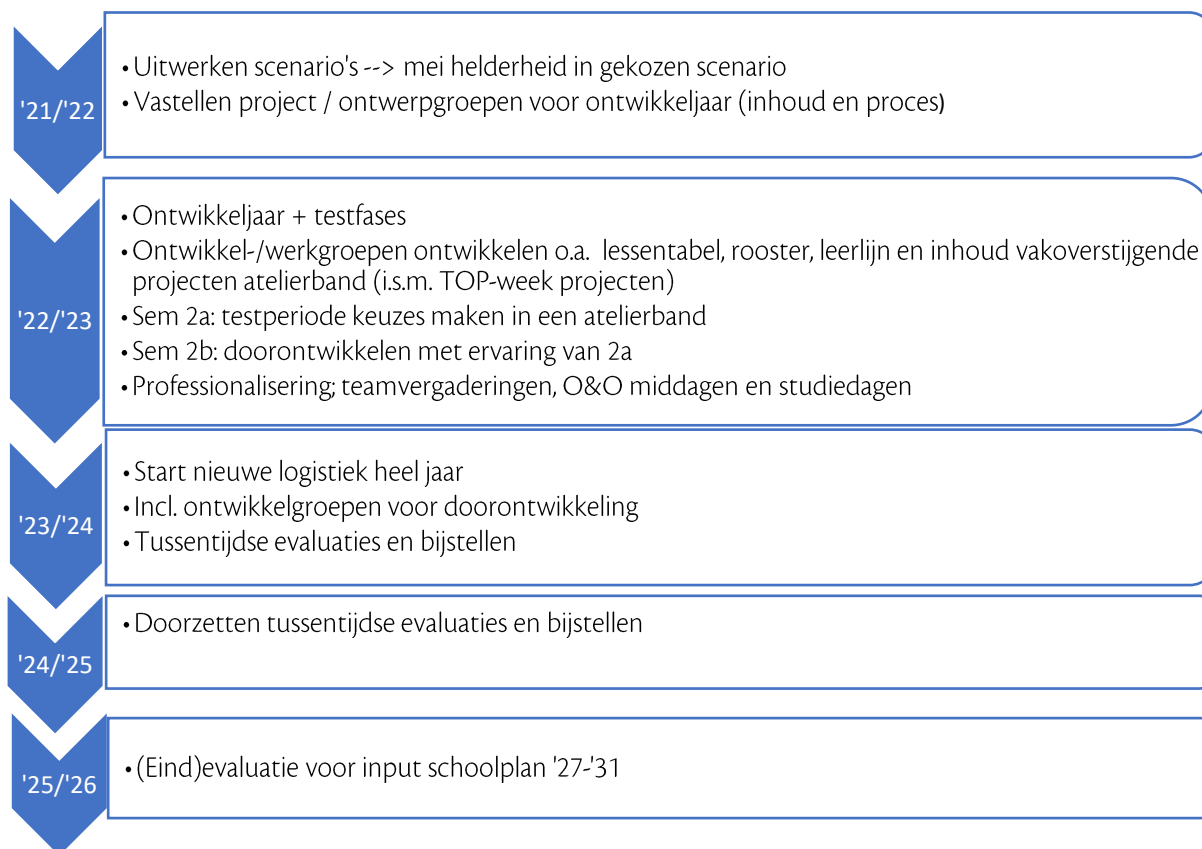 '21/'22
• Uitwerken scenario's --> mei helderheid in gekozen scenario
• Vastellen project / ontwerpgroepen voor ontwikkeljaar (inhoud en proces)
'22/'23
• Ontwikkeljaar + testfases
• Ontwikkel-/werkgroepen ontwikkelen o.a.  lessentabel, rooster, leerlijn en inhoud vakoverstijgende
projecten atelierband (i.s.m. TOP-week projecten)
• Sem 2a: testperiode keuzes maken in een atelierband
• Sem 2b: doorontwikkelen met ervaring van 2a
• Professionalisering; teamvergaderingen, O&O middagen en studiedagen
'23/'24
• Start nieuwe logistiek heel jaar
• Incl. ontwikkelgroepen voor doorontwikkeling
• Tussentijdse evaluaties en bijstellen
'24/'25
• Doorzetten tussentijdse evaluaties en bijstellen
'25/'26
• (Eind)evaluatie voor input schoolplan '27-'31